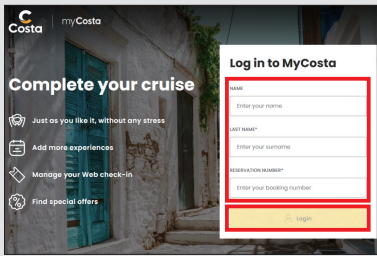 Costa
myCosta
Complete your cruise
Just as you like it, without any stress
Add more experiences
Manage your Web check-in
Find special offers
Log in to MyCosta
NAME
Enter your name
LAST NAME*
Enter your surname
RESERVATION NUMBER*
Enter your booking number
Login